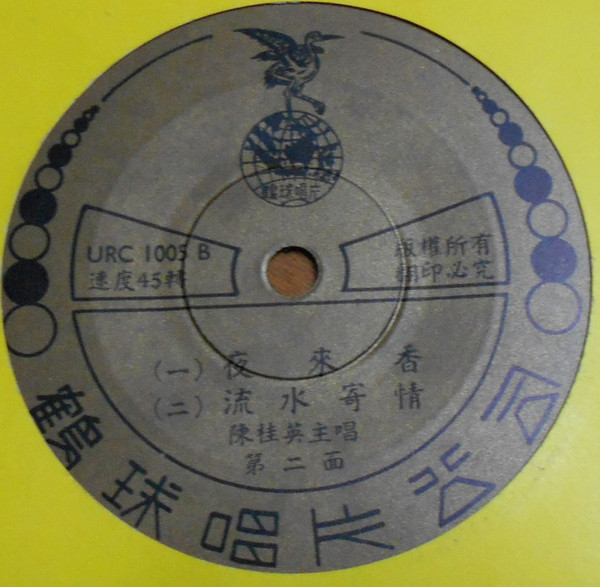 鶴球唱片
URC 1005 B
速度45轉
版權所有
翻印必究
(一) 夜來香
(二) 流水寄情
陳桂英主唱
第二面
鶴球唱片公司